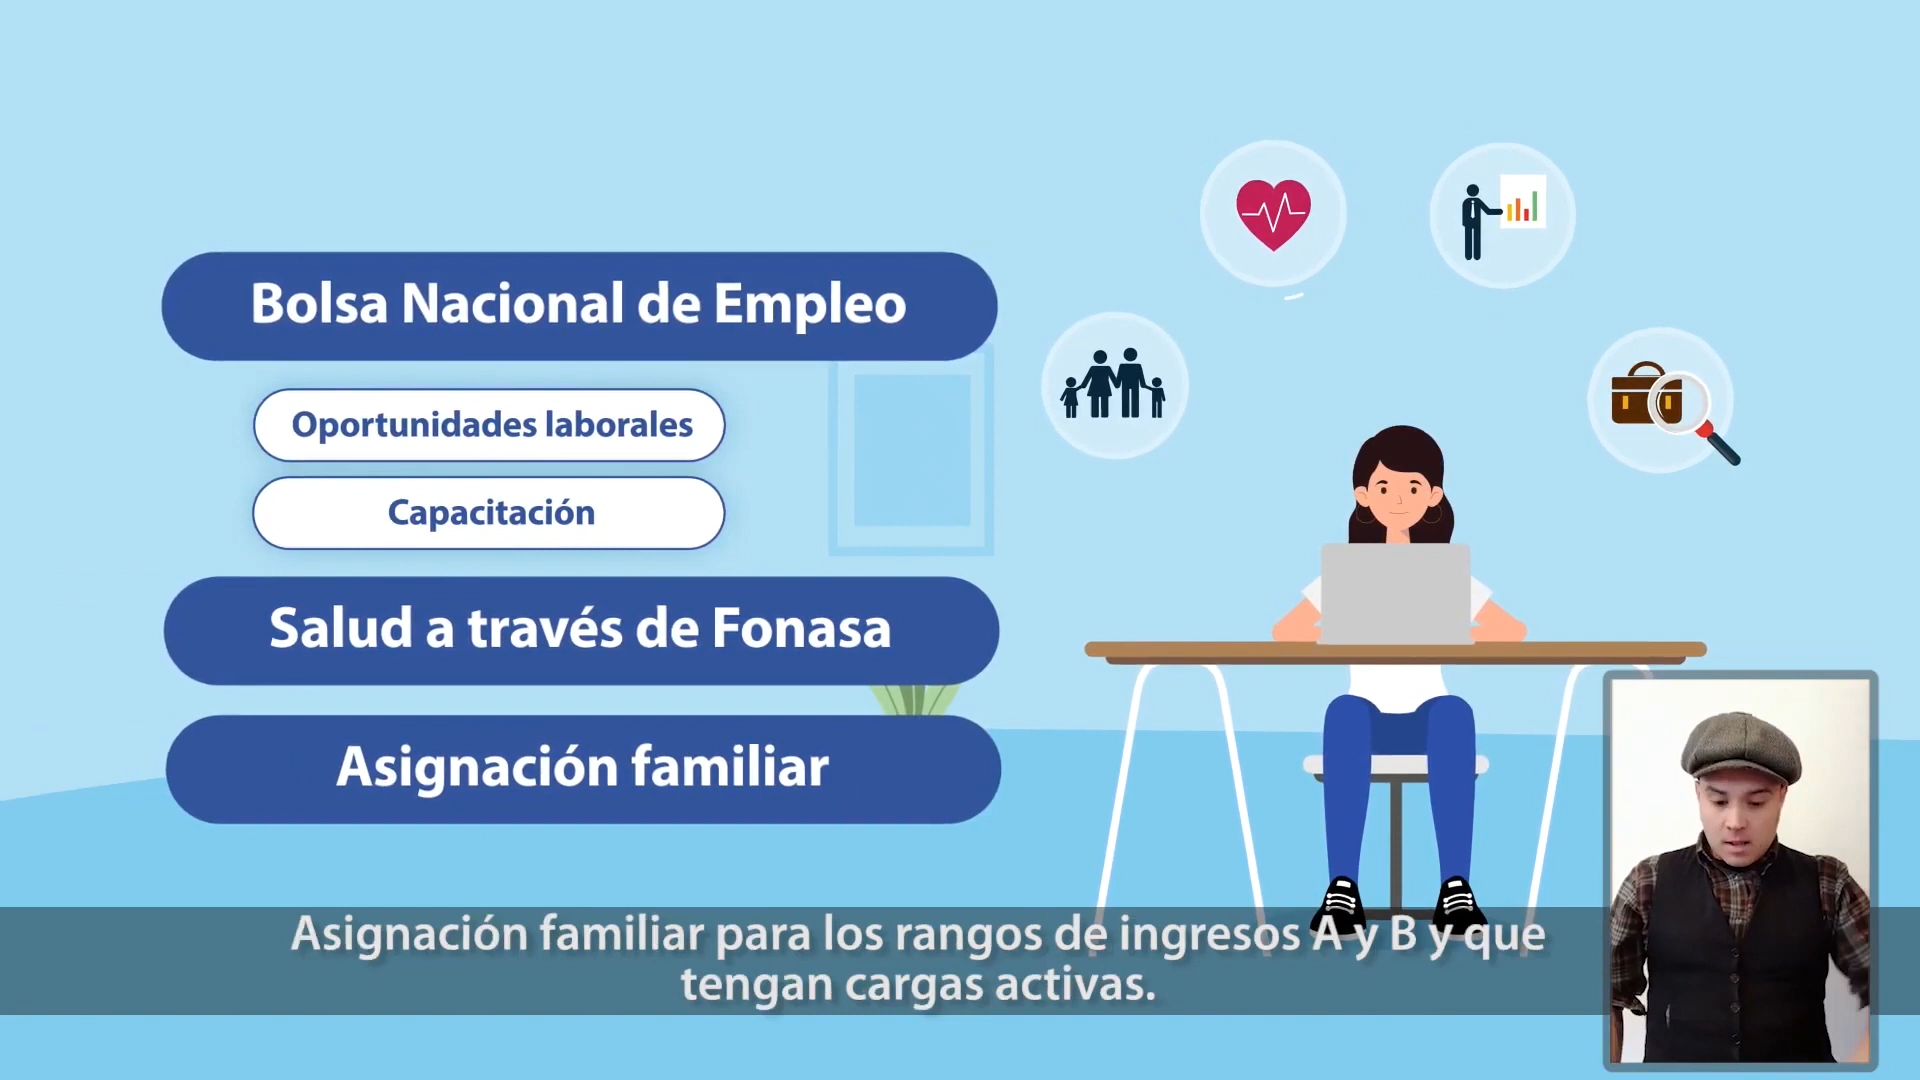 Bolsa Nacional de Empleo
Oportunidades laborales
Capacitación
Salud a través de Fonasa
Asignación familiar
Asignación familiar para los rangos de ingresos A y B y que
tengan cargas activas.